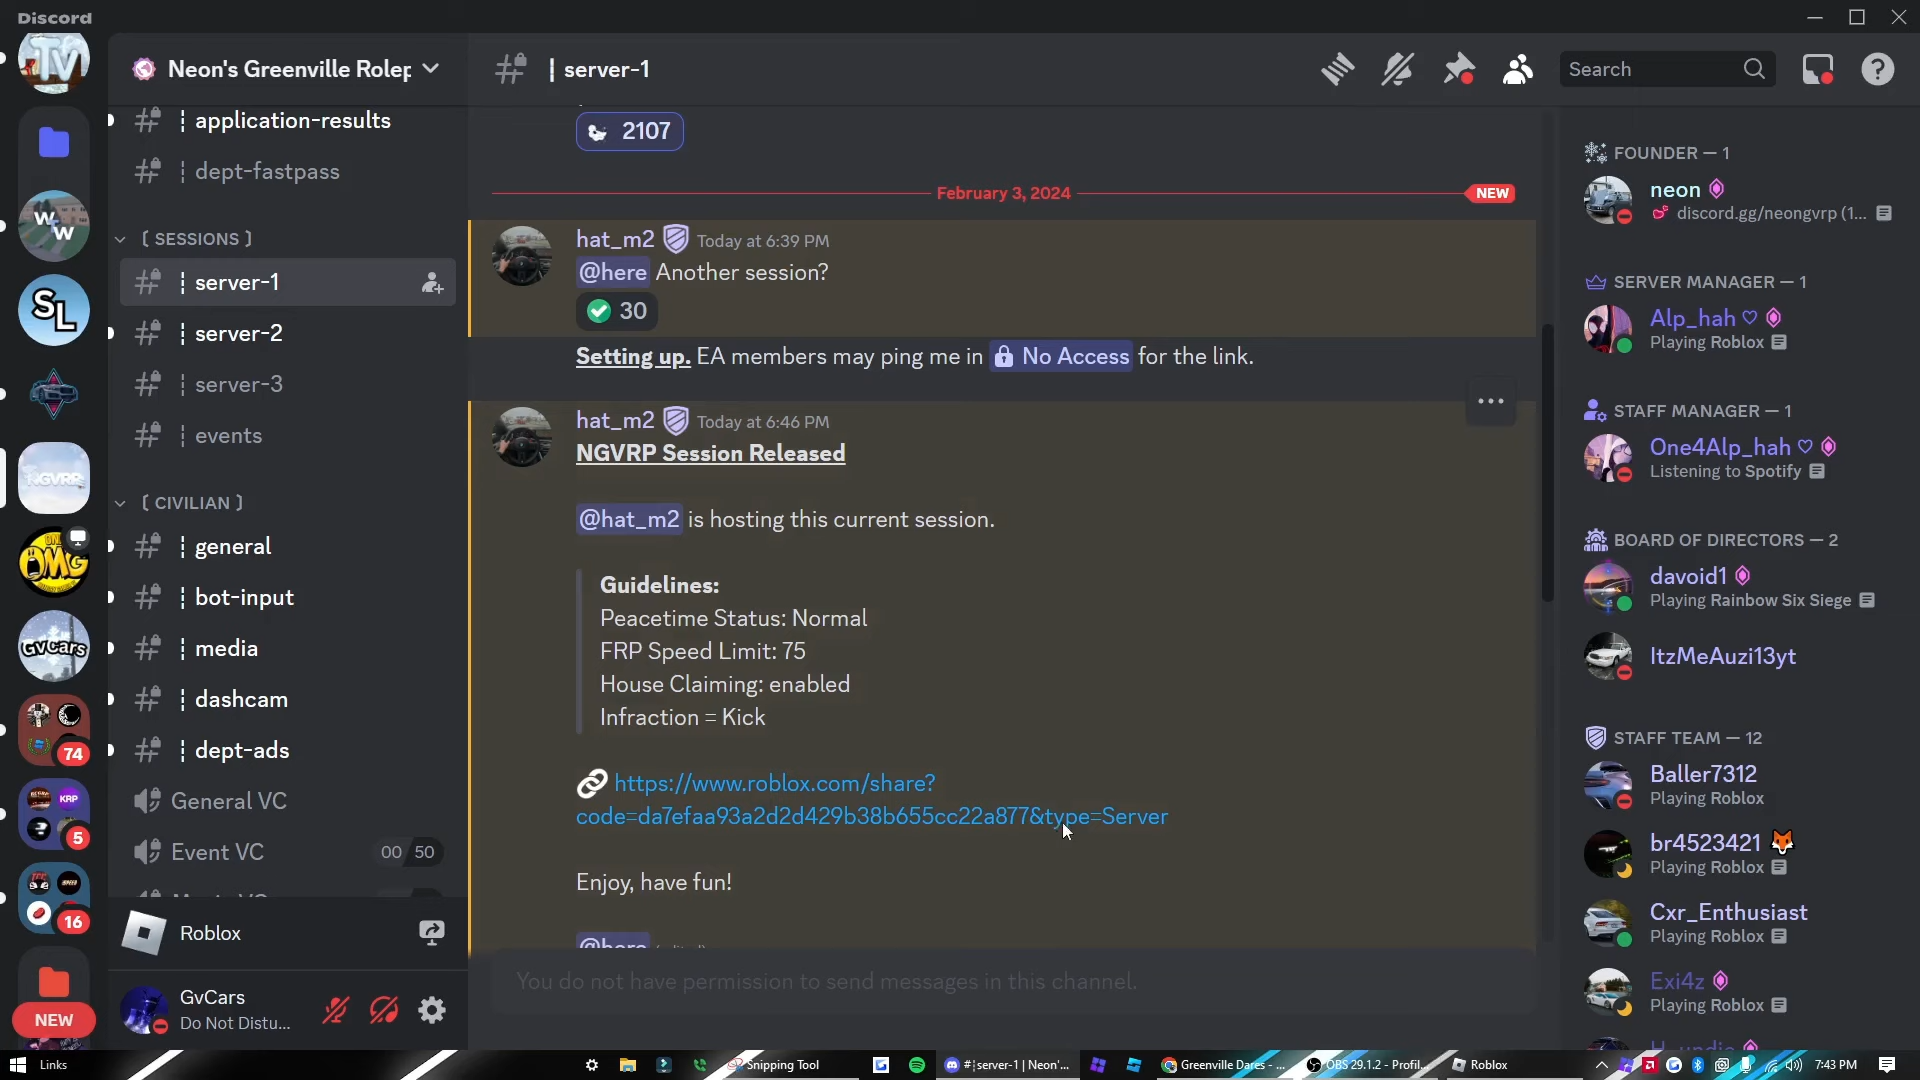 Discord
TV
Neon's Greenville Rolep
¦ application-results
¦ dept-fastpass
[ SESSIONS ]
¦ server-1
¦ server-2
¦ server-3
¦ events
[ CIVILIAN ]
¦ general
¦ bot-input
¦ media
¦ dashcam
¦ dept-ads
General VC
Event VC
00 50
W W
SL
NGVRP
OMG
GvCars
74
KRP
5
16
NEW
Roblox
GvCars
Do Not Distu...
| server-1
Search
2107
February 3, 2024
NEW
hat_m2 Today at 6:39 PM
@here Another session?
30
Setting up. EA members may ping me in No Access for the link.
hat_m2 Today at 6:46 PM
NGVRP Session Released
@hat_m2 is hosting this current session.
Guidelines:
Peacetime Status: Normal
FRP Speed Limit: 75
House Claiming: enabled
Infraction = Kick
https://www.roblox.com/share?
code=da7efaa93a2d2d429b38b655cc22a877&type=Server
Enjoy, have fun!
@here
You do not have permission to send messages in this channel.
FOUNDER — 1
neon
discord.gg/neongvrp (1...
SERVER MANAGER — 1
Alp_hah ♡
Playing Roblox
STAFF MANAGER — 1
One4Alp_hah ♡
Listening to Spotify
BOARD OF DIRECTORS — 2
davoid1
Playing Rainbow Six Siege
ItzMeAuzi13yt
STAFF TEAM — 12
Baller7312
Playing Roblox
br4523421
Playing Roblox
Cxr_Enthusiast
Playing Roblox
Exi4z
Playing Roblox
Links
Snipping Tool
#¦server-1 | Neon'...
Greenville Dares - ...
OBS 29.1.2 - Profil...
Roblox
7:43 PM